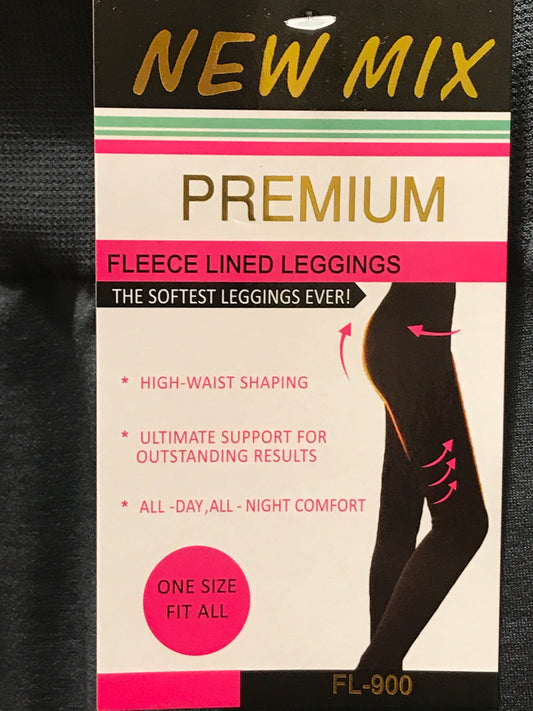 NEW MIX
PREMIUM
FLEECE LINED LEGGINGS
THE SOFTEST LEGGINGS EVER!
* HIGH-WAIST SHAPING
* ULTIMATE SUPPORT FOR
OUTSTANDING RESULTS
* ALL -DAY,ALL - NIGHT COMFORT
ONE SIZE
FIT ALL
FL-900